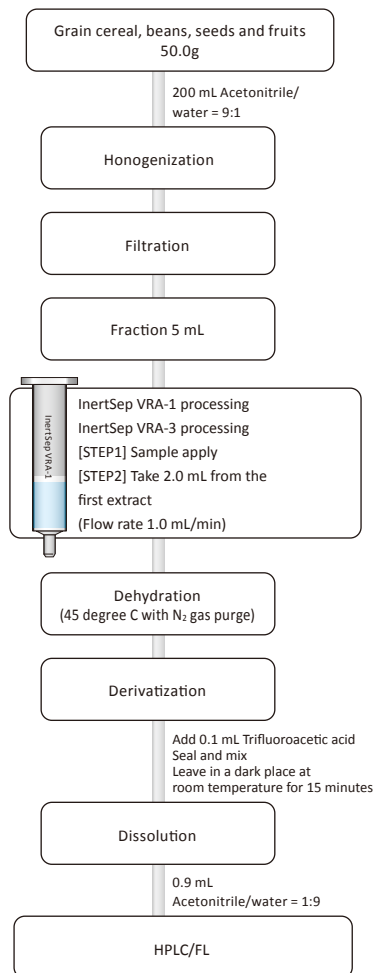 Grain cereal, beans, seeds and fruits
50.0g
200 mL Acetonitrile/
water = 9:1
Honogenization
Filtration
Fraction 5 mL
InertSep VRA-1
InertSep VRA-1 processing
InertSep VRA-3 processing
[STEP1] Sample apply
[STEP2] Take 2.0 mL from the
first extract
(Flow rate 1.0 mL/min)
Dehydration
(45 degree C with N₂ gas purge)
Derivatization
Add 0.1 mL Trifluoroacetic acid
Seal and mix
Leave in a dark place at
room temperature for 15 minutes
Dissolution
0.9 mL
Acetonitrile/water = 1:9
HPLC/FL